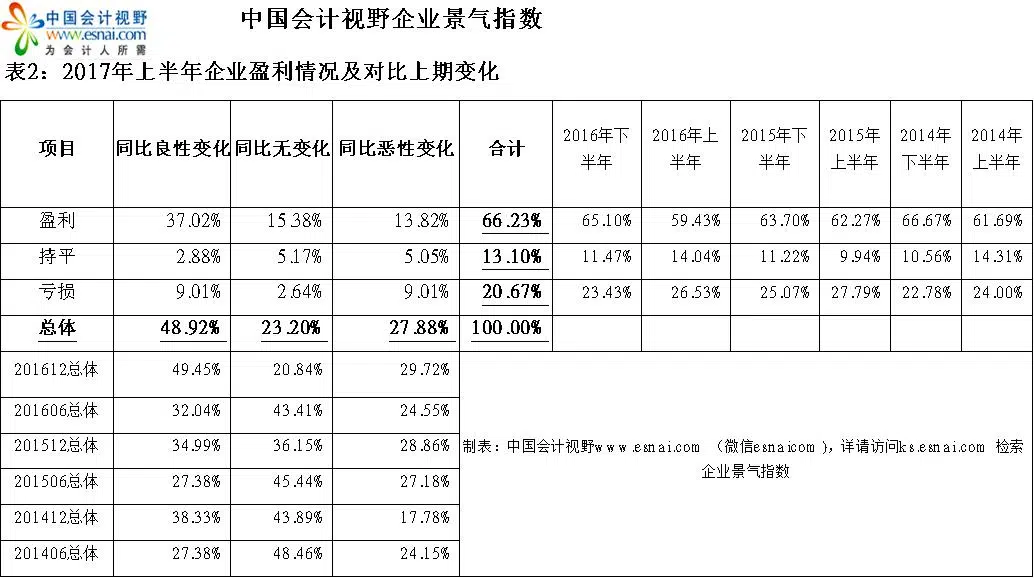 中国会计视野
www.esnai.com
为会计人所需
中国会计视野企业景气指数
表2：2017年上半年企业盈利情况及对比上期变化
项目 同比良性变化 同比无变化 同比恶性变化 合计 2016年下半年 2016年上半年 2015年下半年 2015年上半年 2014年下半年 2014年上半年
盈利 37.02% 15.38% 13.82% 66.23% 65.10% 59.43% 63.70% 62.27% 66.67% 61.69%
持平 2.88% 5.17% 5.05% 13.10% 11.47% 14.04% 11.22% 9.94% 10.56% 14.31%
亏损 9.01% 2.64% 9.01% 20.67% 23.43% 26.53% 25.07% 27.79% 22.78% 24.00%
总体 48.92% 23.20% 27.88% 100.00%
201612总体 49.45% 20.84% 29.72%
201606总体 32.04% 43.41% 24.55%
201512总体 34.99% 36.15% 28.86%
201506总体 27.38% 45.44% 27.18%
201412总体 38.33% 43.89% 17.78%
201406总体 27.38% 48.46% 24.15%
制表：中国会计视野www.esnai.com （微信esnaicom），详请访问ks.esnai.com 检索
企业景气指数